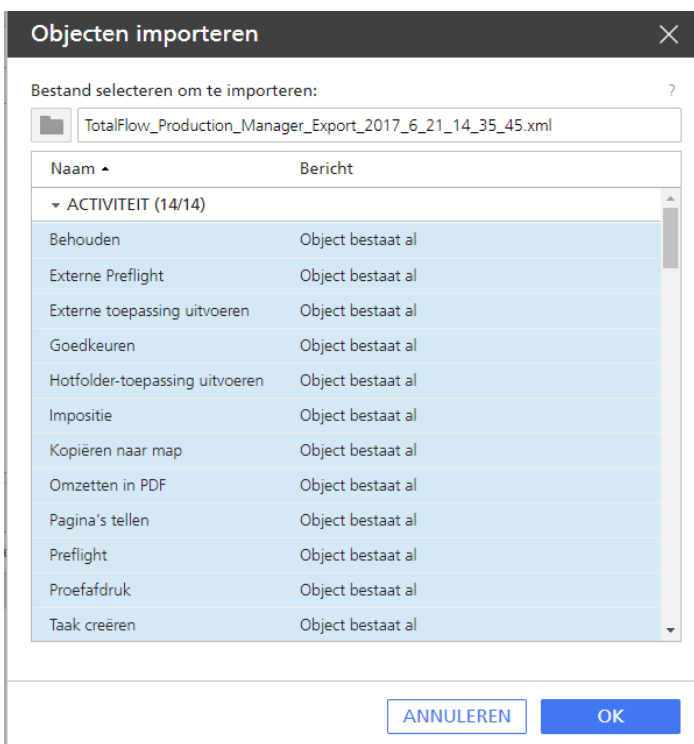 Objecten importeren
Bestand selecteren om te importeren: ?
TotalFlow_Production_Manager_Export_2017_6_21_14_35_45.xml
Naam Bericht
ACTIVITEIT (14/14)
Behouden Object bestaat al
Externe Preflight Object bestaat al
Externe toepassing uitvoeren Object bestaat al
Goedkeuren Object bestaat al
Hotfolder-toepassing uitvoeren Object bestaat al
Impositie Object bestaat al
Kopiëren naar map Object bestaat al
Omzetten in PDF Object bestaat al
Pagina's tellen Object bestaat al
Preflight Object bestaat al
Proefafdruk Object bestaat al
Taak creëren Object bestaat al
ANNULEREN OK